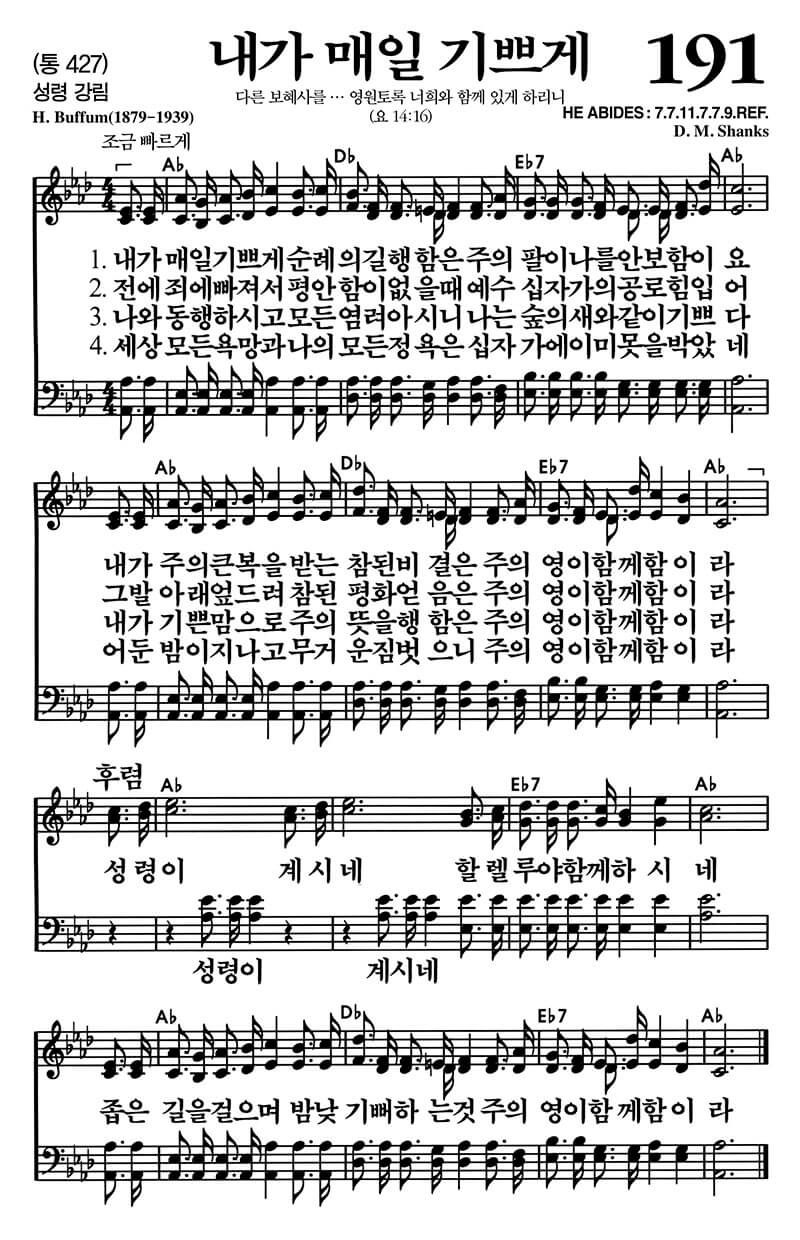 (통 427)
내가 매일 기쁘게
191
성령 강림
다른 보혜사를 … 영원토록 너희와 함께 있게 하리니
H. Buffum(1879-1939)
(요 14:16)
HE ABIDES : 7.7.11.7.7.9.REF.
D. M. Shanks
조금 빠르게
A♭ D♭ E♭7 A♭
1. 내가 매일기쁘게 순례 의길행 함은 주의 팔이나를안보함이 요
2. 전에 죄에빠져서 평안 함이없 을때 예수 십자가의공로힘입 어
3. 나와 동행하시고 모든 염려아 시니 나는 숲의새와같이기쁘 다
4. 세상 모든욕망과 나의 모든정 욕은 십자 가에이미못을박았 네
A♭ D♭ E♭7 A♭
내가 주의큰복을 받는 참된비 결은 주의 영이함께함 이 라
그발 아래엎드려 참된 평화얻 음은 주의 영이함께함 이 라
내가 기쁜맘으로 주의 뜻을행 함은 주의 영이함께함 이 라
어둔 밤이지나고 무거 운짐벗 으니 주의 영이함께함 이 라
후렴
A♭ E♭7 A♭
성 령 이 계 시 네 할 렐 루야함께하 시 네
성령이 계시네
A♭ D♭ E♭7 A♭
좁은 길을걸으며 밤낮 기뻐하 는것 주의 영이함께함 이 라